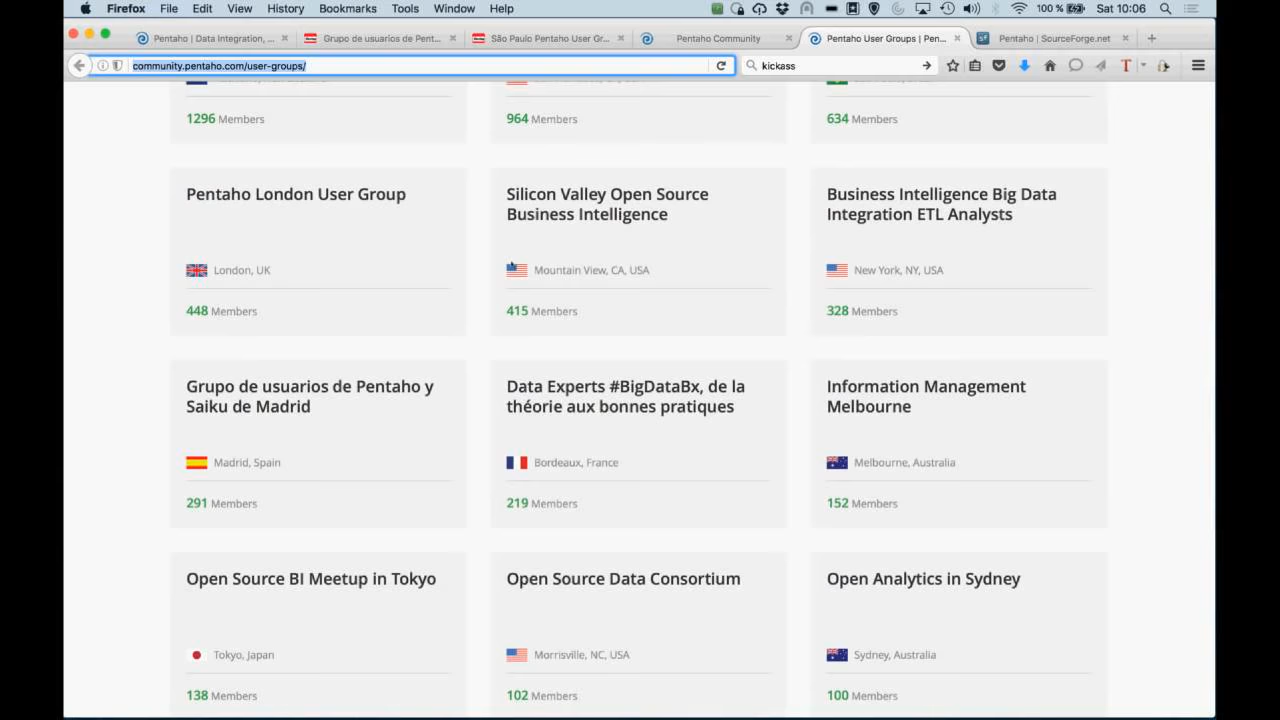 Firefox File Edit View History Bookmarks Tools Window Help 100 % Sat 10:06
Pentaho | Data Integration, ... Grupo de usuarios de Pent... São Paulo Pentaho User Gr... Pentaho Community Pentaho User Groups | Pen... Pentaho | SourceForge.net
community.pentaho.com/user-groups/ kickass
1296 Members 964 Members 634 Members
Pentaho London User Group
London, UK
448 Members
Silicon Valley Open Source
Business Intelligence
Mountain View, CA, USA
415 Members
Business Intelligence Big Data
Integration ETL Analysts
New York, NY, USA
328 Members
Grupo de usuarios de Pentaho y
Saiku de Madrid
Madrid, Spain
291 Members
Data Experts #BigDataBx, de la
théorie aux bonnes pratiques
Bordeaux, France
219 Members
Information Management
Melbourne
Melbourne, Australia
152 Members
Open Source BI Meetup in Tokyo
Tokyo, Japan
138 Members
Open Source Data Consortium
Morrisville, NC, USA
102 Members
Open Analytics in Sydney
Sydney, Australia
100 Members